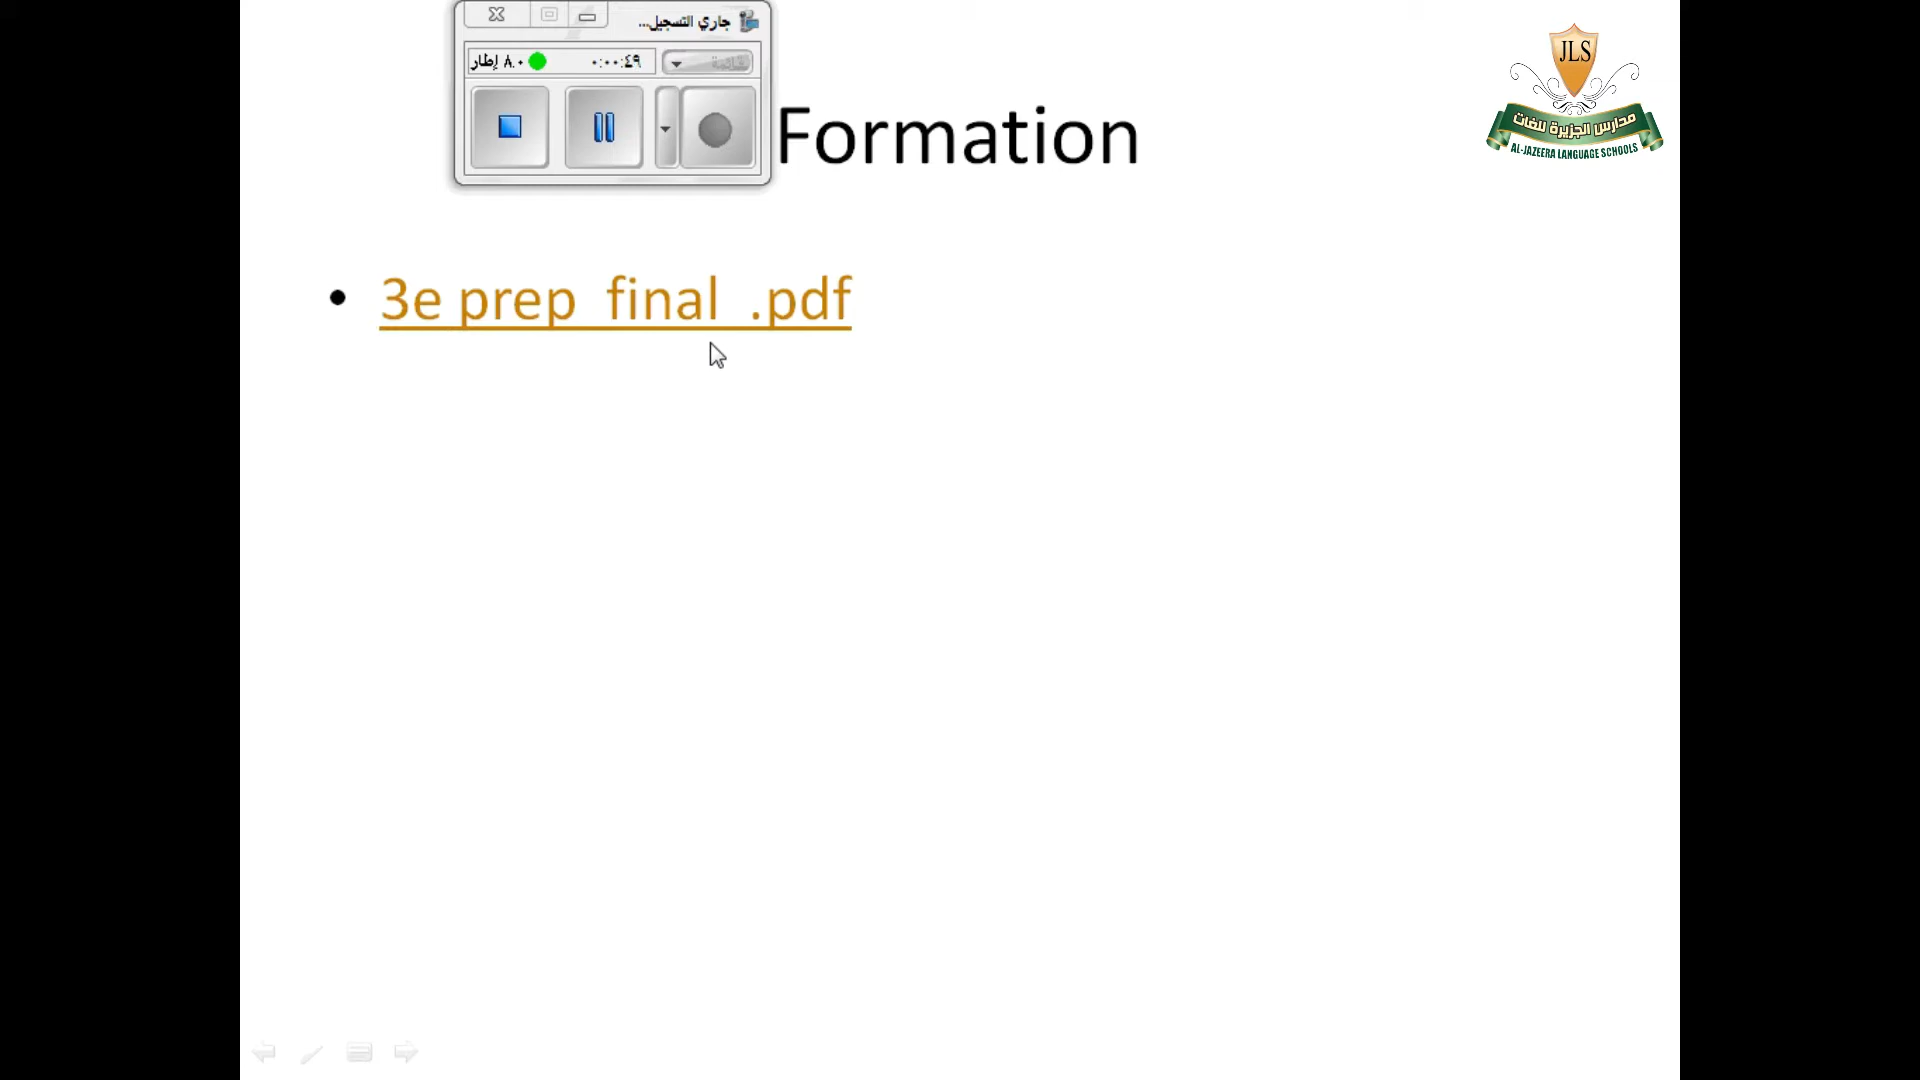 جاري التسجيل...
٨.٠ إطار
٠:٠٠:٤٩
قائمة
JLS
مدارس الجزيرة للغات
AL-JAZEERA LANGUAGE SCHOOLS
Formation
• 3e prep  final  .pdf